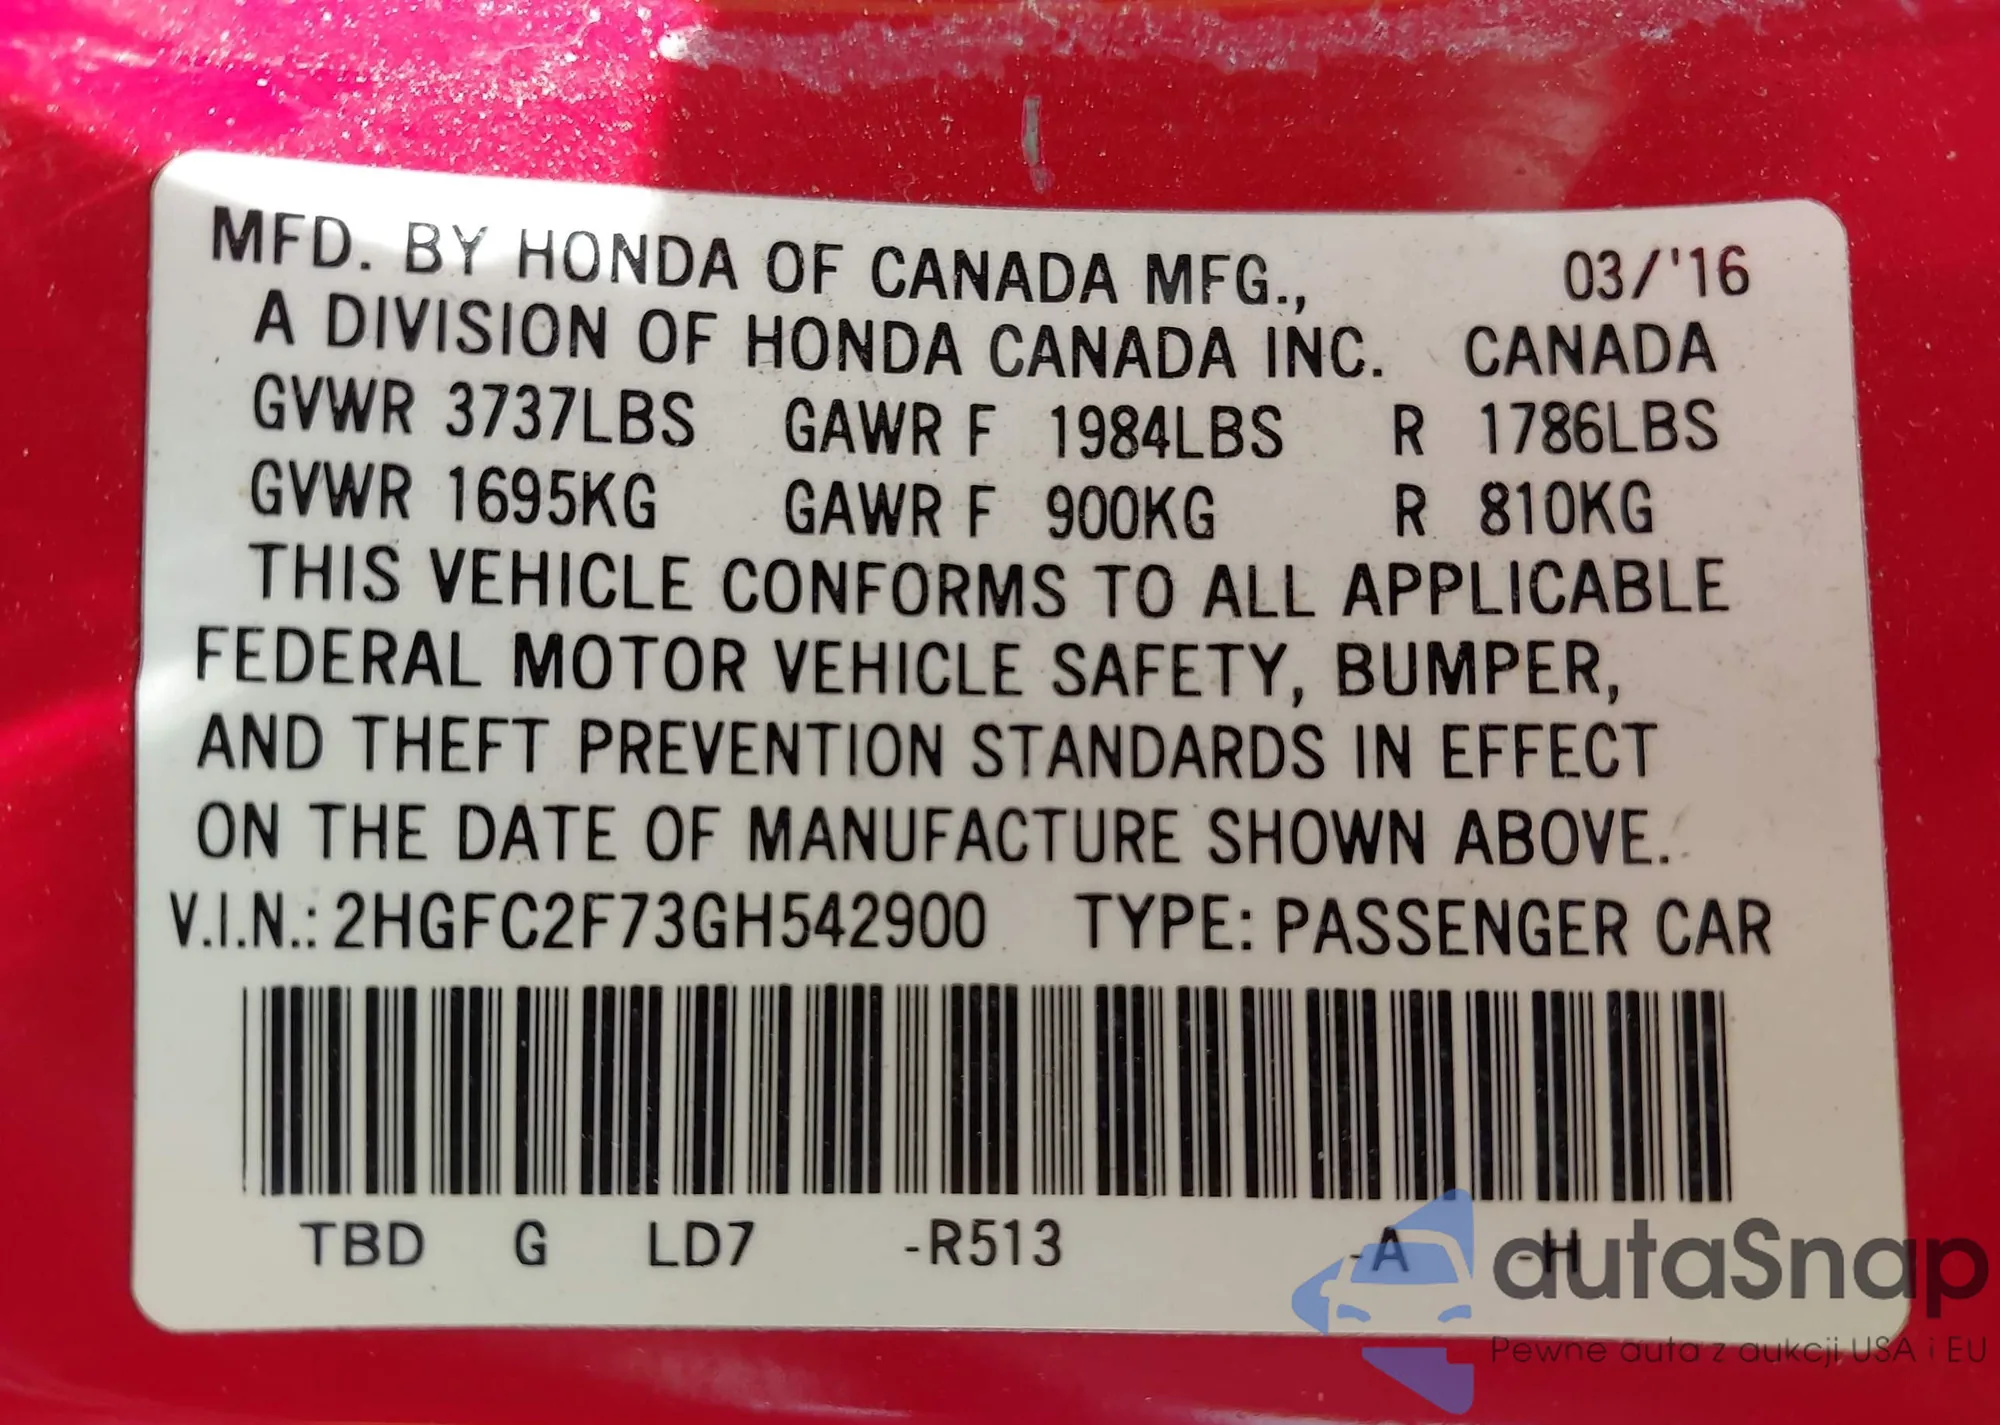 MFD. BY HONDA OF CANADA MFG., 03/'16
A DIVISION OF HONDA CANADA INC. CANADA
GVWR 3737LBS GAWR F 1984LBS R 1786LBS
GVWR 1695KG GAWR F 900KG R 810KG
THIS VEHICLE CONFORMS TO ALL APPLICABLE
FEDERAL MOTOR VEHICLE SAFETY, BUMPER,
AND THEFT PREVENTION STANDARDS IN EFFECT
ON THE DATE OF MANUFACTURE SHOWN ABOVE.
V.I.N.: 2HGFC2F73GH542900 TYPE: PASSENGER CAR
TBD G LD7 -R513 -A -H
autaSnap
Pewne auta z aukcji USA i EU